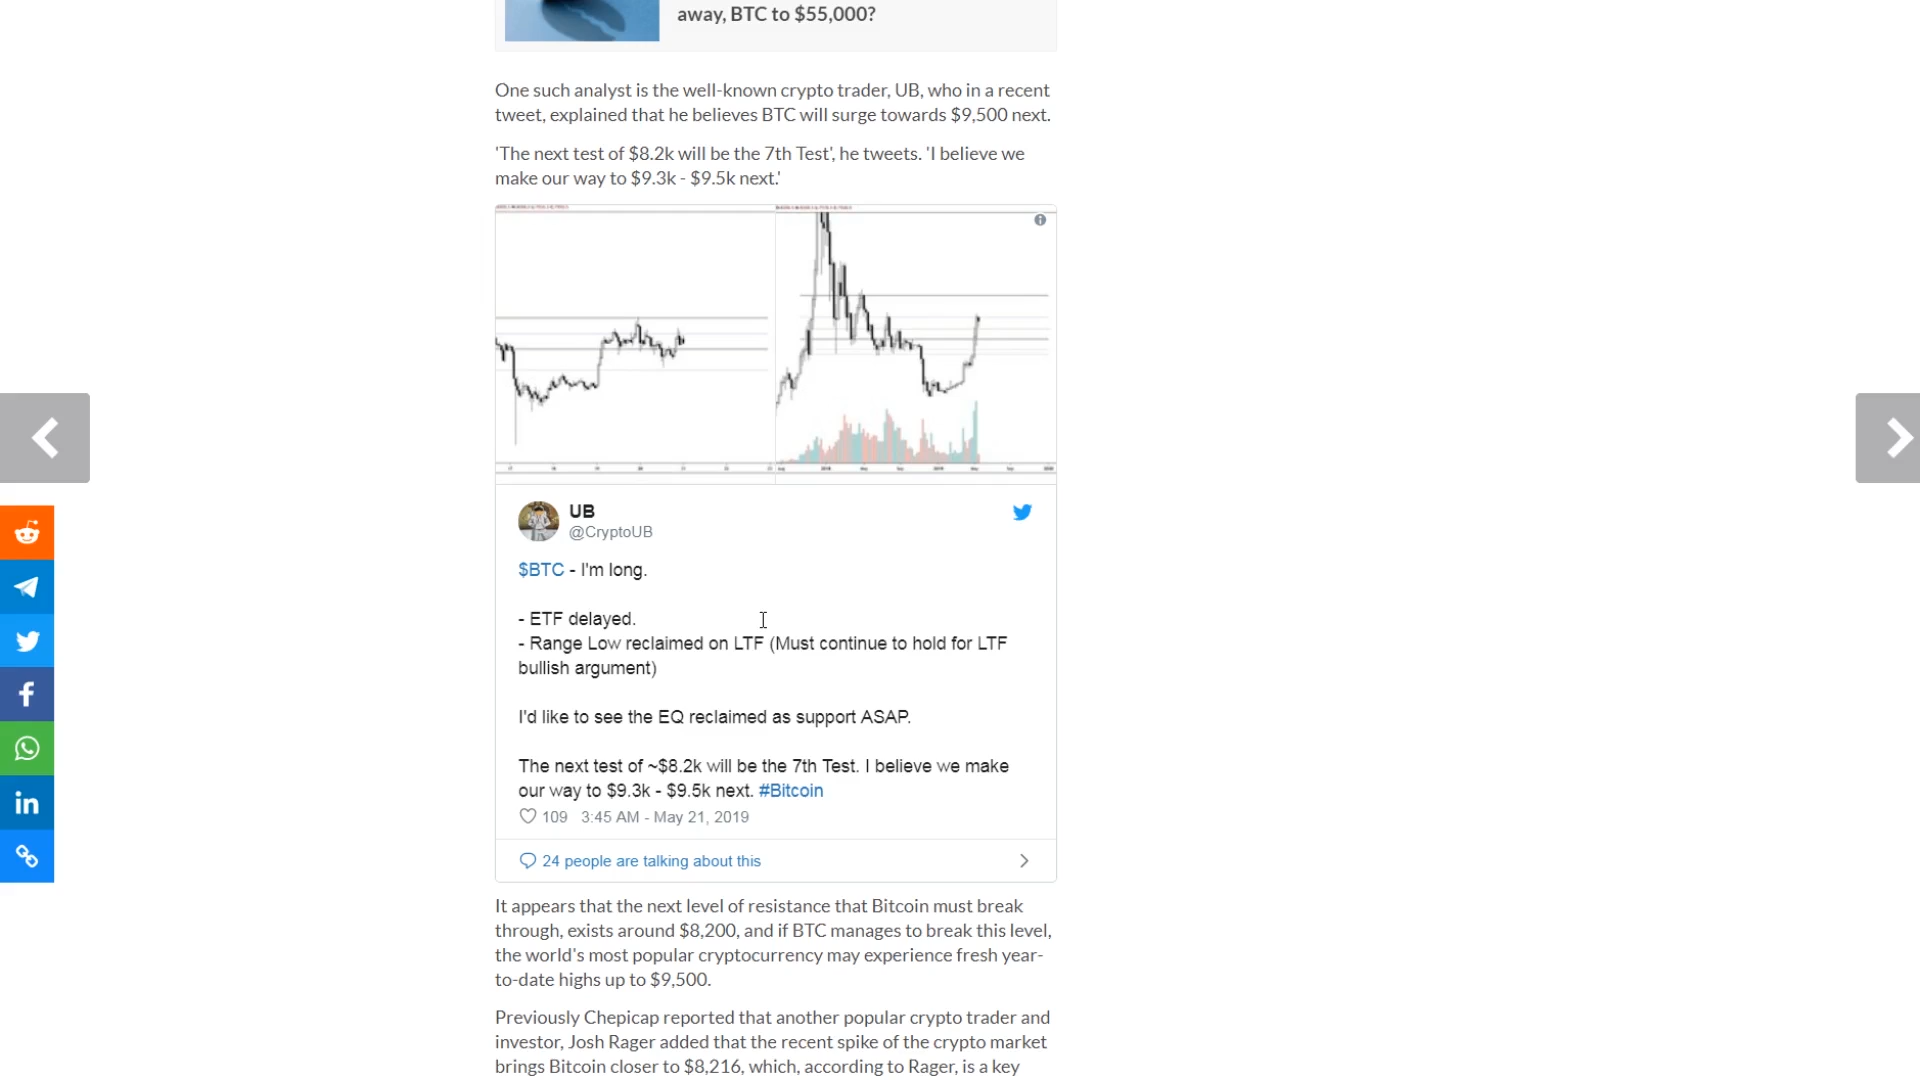 away, BTC to $55,000?
One such analyst is the well-known crypto trader, UB, who in a recent
tweet, explained that he believes BTC will surge towards $9,500 next.
'The next test of $8.2k will be the 7th Test', he tweets. 'I believe we
make our way to $9.3k - $9.5k next.'
UB
@CryptoUB
$BTC - I'm long.
- ETF delayed.
- Range Low reclaimed on LTF (Must continue to hold for LTF
bullish argument)
I'd like to see the EQ reclaimed as support ASAP.
The next test of ~$8.2k will be the 7th Test. I believe we make
our way to $9.3k - $9.5k next. #Bitcoin
109 3:45 AM - May 21, 2019
24 people are talking about this
It appears that the next level of resistance that Bitcoin must break
through, exists around $8,200, and if BTC manages to break this level,
the world's most popular cryptocurrency may experience fresh year-
to-date highs up to $9,500.
Previously Chepicap reported that another popular crypto trader and
investor, Josh Rager added that the recent spike of the crypto market
brings Bitcoin closer to $8,216, which, according to Rager, is a key